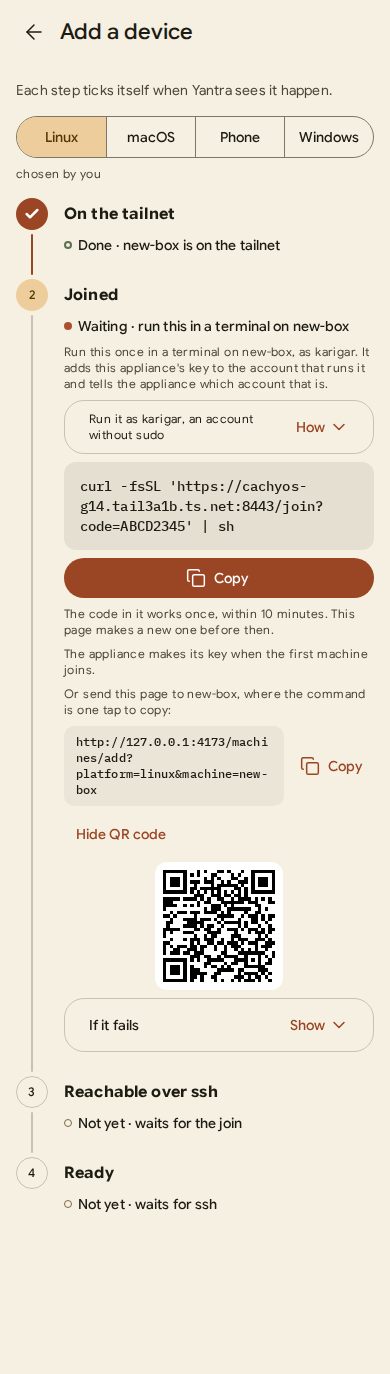 Add a device
Each step ticks itself when Yantra sees it happen.
Linux
macOS
Phone
Windows
chosen by you
On the tailnet
Done · new-box is on the tailnet
2
Joined
Waiting · run this in a terminal on new-box
Run this once in a terminal on new-box, as karigar. It
adds this appliance's key to the account that runs it
and tells the appliance which account that is.
Run it as karigar, an account
without sudo
How
curl -fsSL 'https://cachyos-
g14.tail3a1b.ts.net:8443/join?
code=ABCD2345' | sh
Copy
The code in it works once, within 10 minutes. This
page makes a new one before then.
The appliance makes its key when the first machine
joins.
Or send this page to new-box, where the command
is one tap to copy:
http://127.0.0.1:4173/machi
nes/add?
platform=linux&machine=new-
box
Copy
Hide QR code
If it fails
Show
3
Reachable over ssh
Not yet · waits for the join
4
Ready
Not yet · waits for ssh